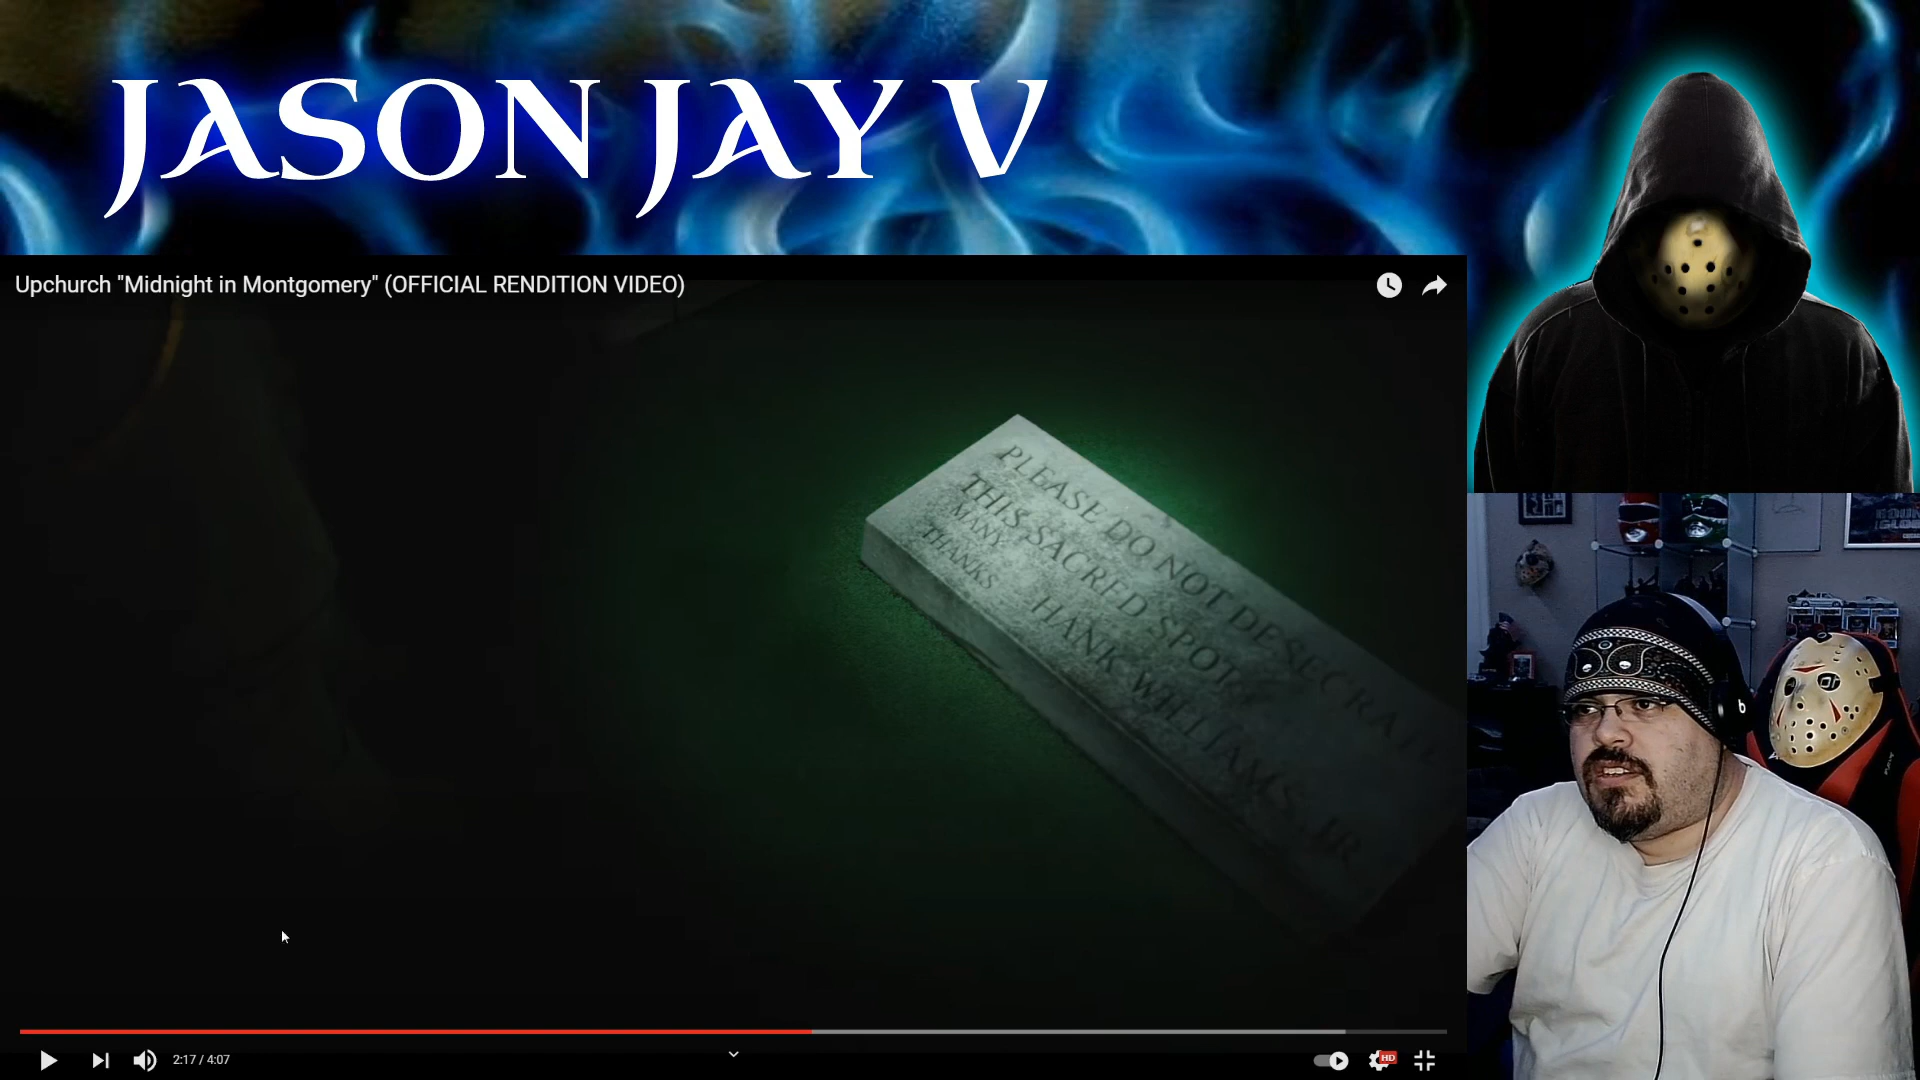 JASON JAY V
Upchurch "Midnight in Montgomery" (OFFICIAL RENDITION VIDEO)
PLEASE DO NOT DESECRATE
THIS SACRED SPOT
MANY
THANKS
HANK WILLIAMS, JR.
2:17 / 4:07
HD